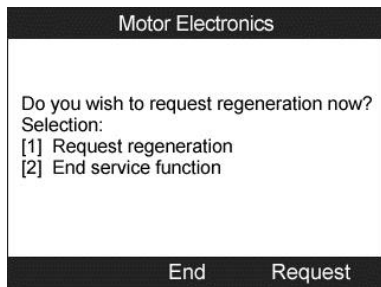 Motor Electronics
Do you wish to request regeneration now?
Selection:
[1] Request regeneration
[2] End service function
End Request